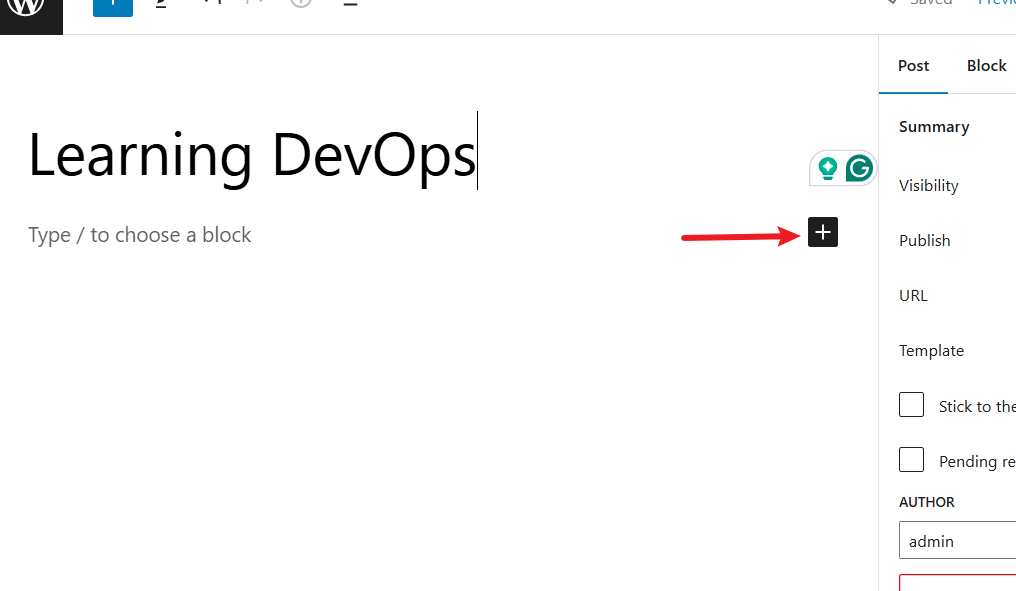 Saved
Post Block
Learning DevOps
Summary
Visibility
Type / to choose a block
Publish
URL
Template
Stick to the
Pending re
AUTHOR
admin